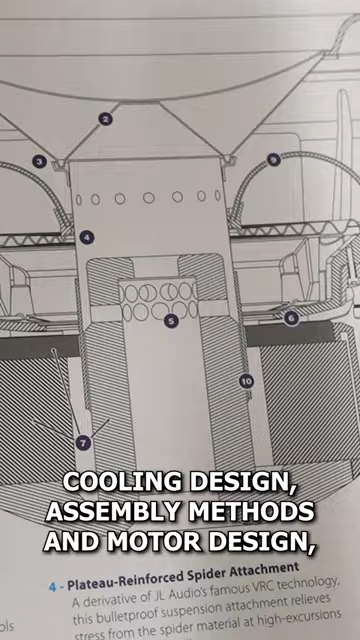 2
3
9
4
5
6
10
7
COOLING DESIGN,
ASSEMBLY METHODS
AND MOTOR DESIGN,
4 - Plateau-Reinforced Spider Attachment
A derivative of JL Audio's famous VRC technology,
ols
this bulletproof suspension attachment relieves
stress from the spider material at high-excursions